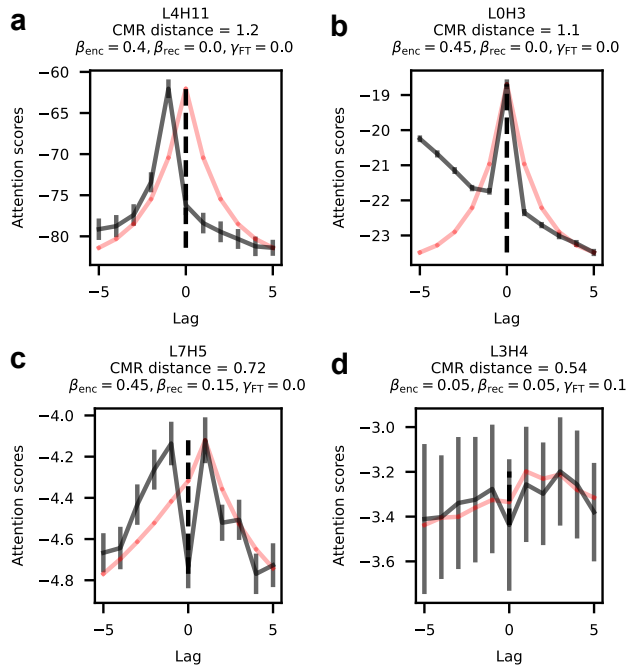 a
L4H11
CMR distance = 1.2
β_enc = 0.4, β_rec = 0.0, γ_FT = 0.0
Attention scores
−60
−65
−70
−75
−80
−5
0
5
Lag
b
L0H3
CMR distance = 1.1
β_enc = 0.45, β_rec = 0.0, γ_FT = 0.0
Attention scores
−19
−20
−21
−22
−23
−5
0
5
Lag
c
L7H5
CMR distance = 0.72
β_enc = 0.45, β_rec = 0.15, γ_FT = 0.0
Attention scores
−4.0
−4.2
−4.4
−4.6
−4.8
−5
0
5
Lag
d
L3H4
CMR distance = 0.54
β_enc = 0.05, β_rec = 0.05, γ_FT = 0.1
Attention scores
−3.0
−3.2
−3.4
−3.6
−5
0
5
Lag